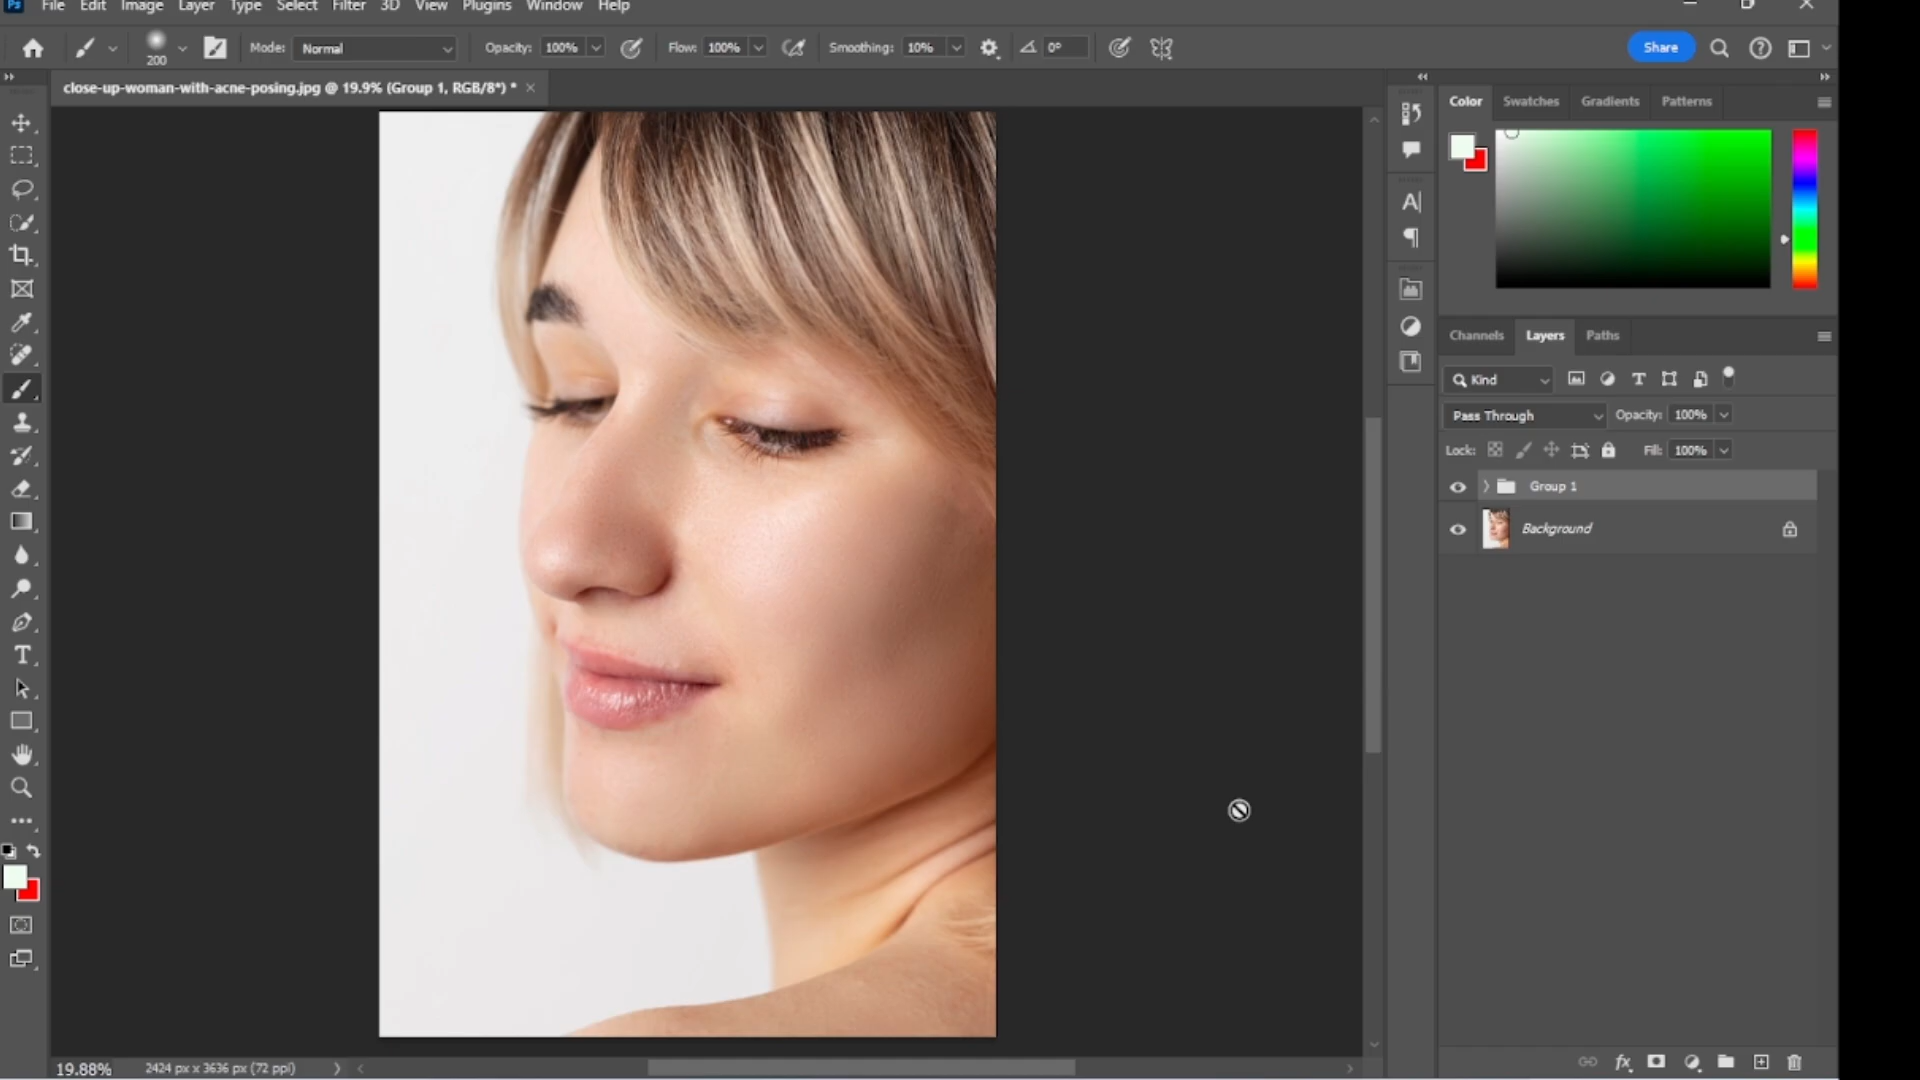 Ps File Edit Image Layer Type Select Filter 3D View Plugins Window Help
200 Mode: Normal Opacity: 100% Flow: 100% Smoothing: 10% 0° Share
close-up-woman-with-acne-posing.jpg @ 19.9% (Group 1, RGB/8*) *
Color Swatches Gradients Patterns
Channels Layers Paths
Kind
Pass Through Opacity: 100%
Lock: Fill: 100%
Group 1
Background
19.88% 2424 px x 3636 px (72 ppi)